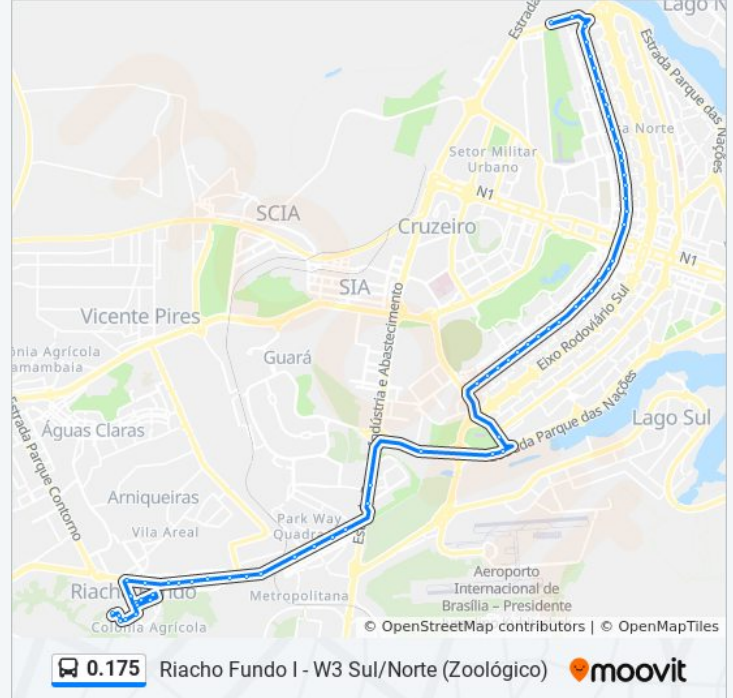 Lago N
Estrada
Estrada Parque das Nações
a Norte
Setor Militar
Urbano
N1
SCIA
Cruzeiro
N1
SIA
Vicente Pires
Indústria e Abastecimento
Eixo Rodoviário Sul
ônia Agrícola
amambaia
Guará
da Parque das Nações
Lago Sul
Estrada Parque Contorno
Águas Claras
Arniqueiras
Vila Areal
Park Way
Quadra
Es
Riacho Fundo
Metropolitana
Aeroporto
Internacional de
Brasília – Presidente
Colônia Agrícola
© OpenStreetMap contributors | © OpenMapTiles
0.175 Riacho Fundo I - W3 Sul/Norte (Zoológico) moovit